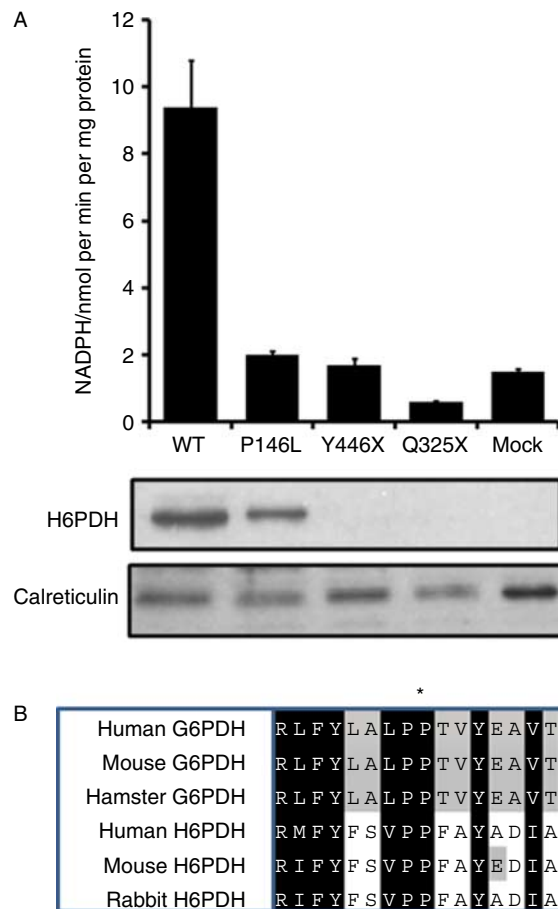 A
12
10
8
6
4
2
0
NADPH/nmol per min per mg protein
WT P146L Y446X Q325X Mock
H6PDH
Calreticulin
*
B
Human G6PDH RLFYLALPPTVYEAVT
Mouse G6PDH RLFYLALPPTVYEAVT
Hamster G6PDH RLFYLALPPTVYEAVT
Human H6PDH RMFYFSVPPFAYADIA
Mouse H6PDH RIFYFSVPPFAYEDIA
Rabbit H6PDH RIFYFSVPPFAYADIA